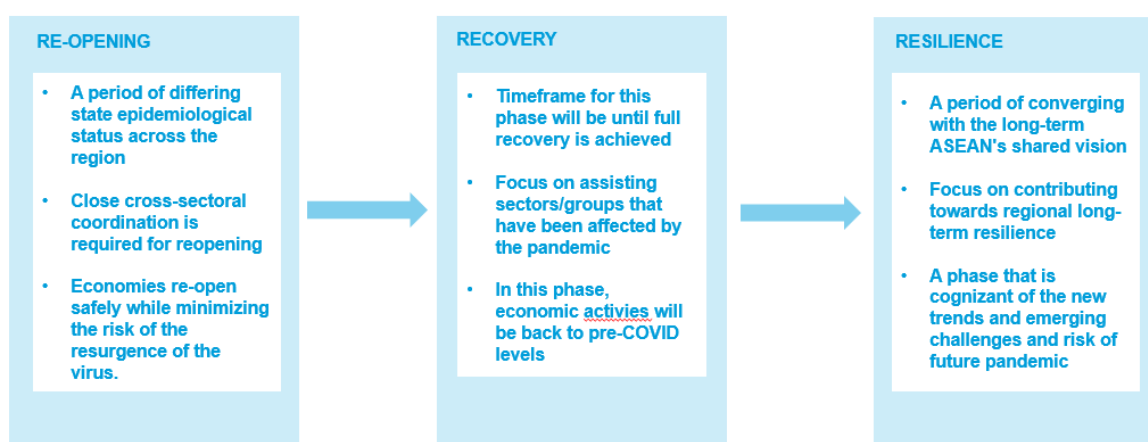 RE-OPENING
• A period of differing
state epidemiological
status across the
region
• Close cross-sectoral
coordination is
required for reopening
• Economies re-open
safely while minimizing
the risk of the
resurgence of the
virus.
RECOVERY
• Timeframe for this
phase will be until full
recovery is achieved
• Focus on assisting
sectors/groups that
have been affected by
the pandemic
• In this phase,
economic activies will
be back to pre-COVID
levels
RESILIENCE
• A period of converging
with the long-term
ASEAN's shared vision
• Focus on contributing
towards regional long-
term resilience
• A phase that is
cognizant of the new
trends and emerging
challenges and risk of
future pandemic